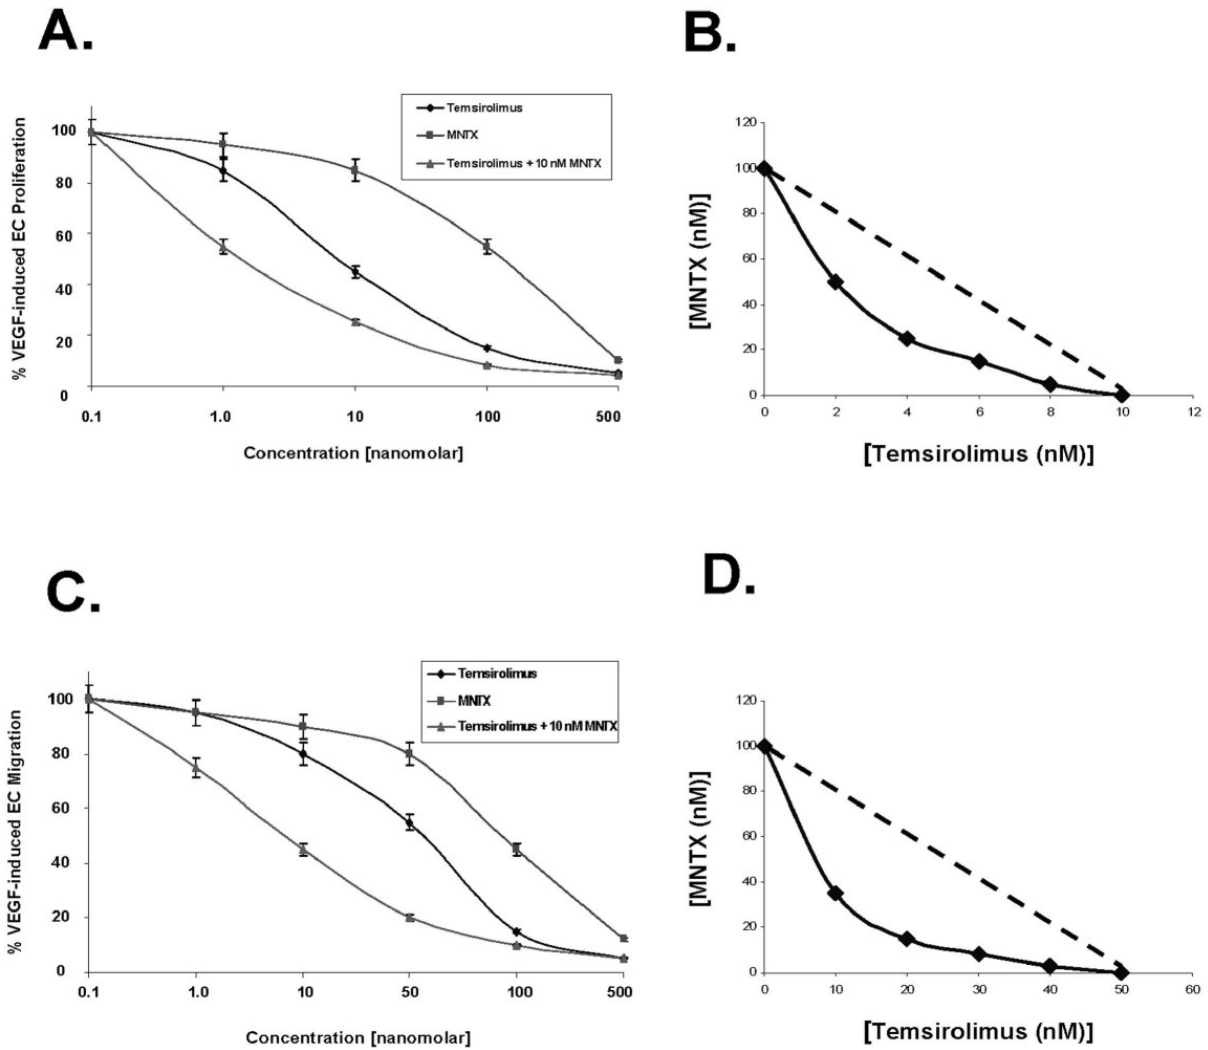 A.
% VEGF-induced EC Proliferation
100
80
60
40
20
0
0.1 1.0 10 100 500
Concentration [nanomolar]
Temsirolimus
MNTX
Temsirolimus + 10 nM MNTX
B.
[MNTX (nM)]
120
100
80
60
40
20
0
0 2 4 6 8 10 12
[Temsirolimus (nM)]
C.
% VEGF-induced EC Migration
100
80
60
40
20
0
0.1 1.0 10 50 100 500
Concentration [nanomolar]
Temsirolimus
MNTX
Temsirolimus + 10 nM MNTX
D.
[MNTX (nM)]
120
100
80
60
40
20
0
0 10 20 30 40 50 60
[Temsirolimus (nM)]